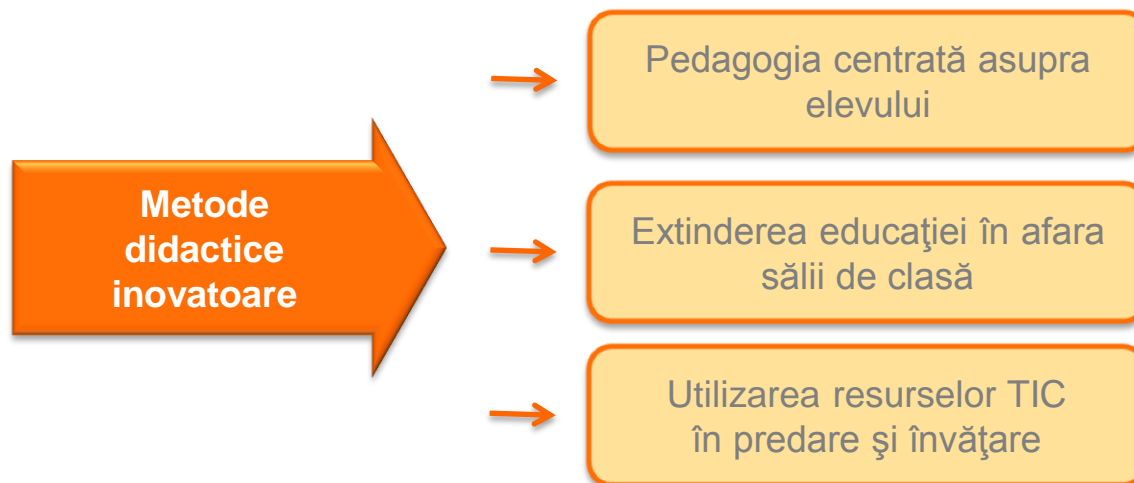 Metode
didactice
inovatoare
Pedagogia centrată asupra
elevului
Extinderea educaţiei în afara
sălii de clasă
Utilizarea resurselor TIC
în predare şi învăţare